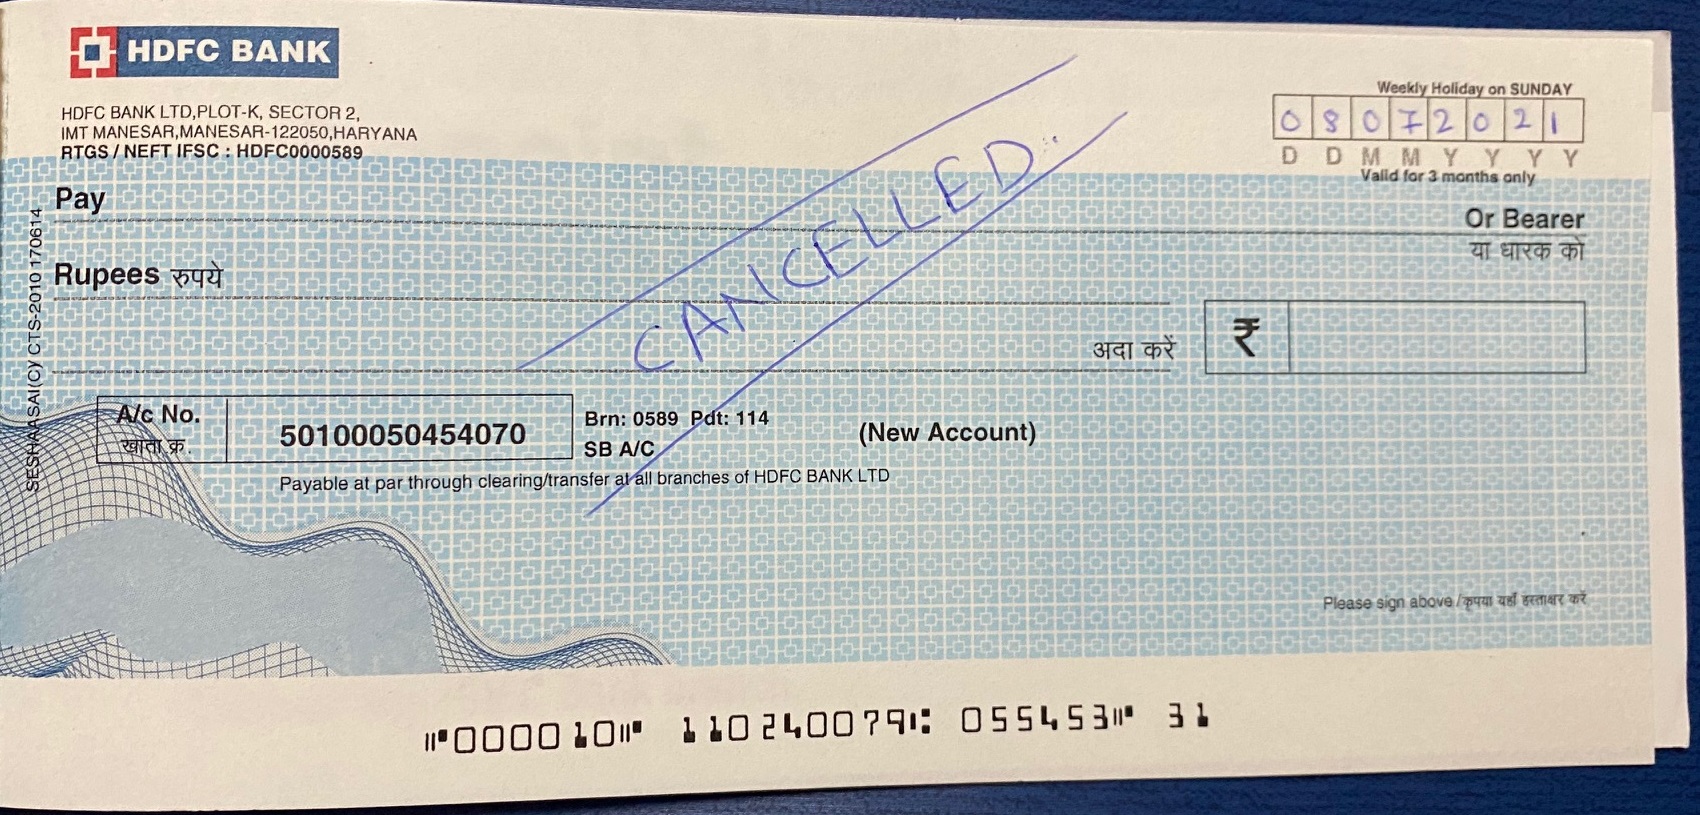 HDFC BANK
HDFC BANK LTD,PLOT-K, SECTOR 2,
IMT MANESAR,MANESAR-122050,HARYANA
RTGS / NEFT IFSC : HDFC0000589
Weekly Holiday on SUNDAY
0 8 0 7 2 0 2 1
D D M M Y Y Y Y
Valid for 3 months only
Pay
Or Bearer
या धारक को
CANCELLED
Rupees रुपये
अदा करें
₹
A/c No.
खाता क्र.
50100050454070
Brn: 0589 Pdt: 114
SB A/C
(New Account)
Payable at par through clearing/transfer at all branches of HDFC BANK LTD
SESHAASAI(C) CTS-2010 170614
Please sign above /कृपया यहाँ हस्ताक्षर करें
⑈000010⑈ 110240079⑆ 055453⑈ 31